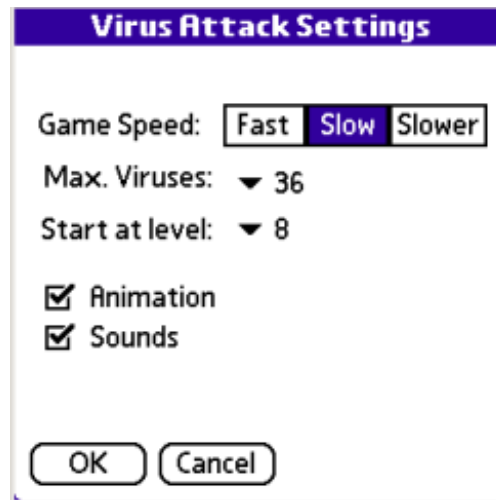 Virus Attack Settings
Game Speed: Fast Slow Slower
Max. Viruses: 36
Start at level: 8
Animation
Sounds
OK Cancel